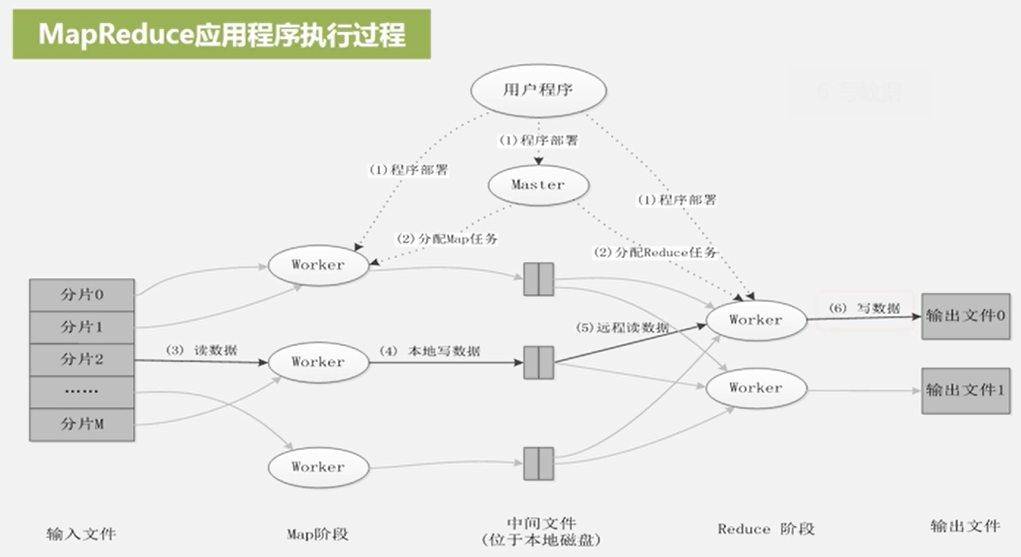 MapReduce应用程序执行过程
用户程序
(1)程序部署
(1)程序部署
(1)程序部署
Master
(2)分配Map任务
(2)分配Reduce任务
Worker
分片0
分片1
分片2
……
分片M
(3) 读数据
Worker
(4) 本地写数据
(5)远程读数据
Worker
(6) 写数据
输出文件0
Worker
输出文件1
Worker
输入文件
Map阶段
中间文件
(位于本地磁盘)
Reduce 阶段
输出文件